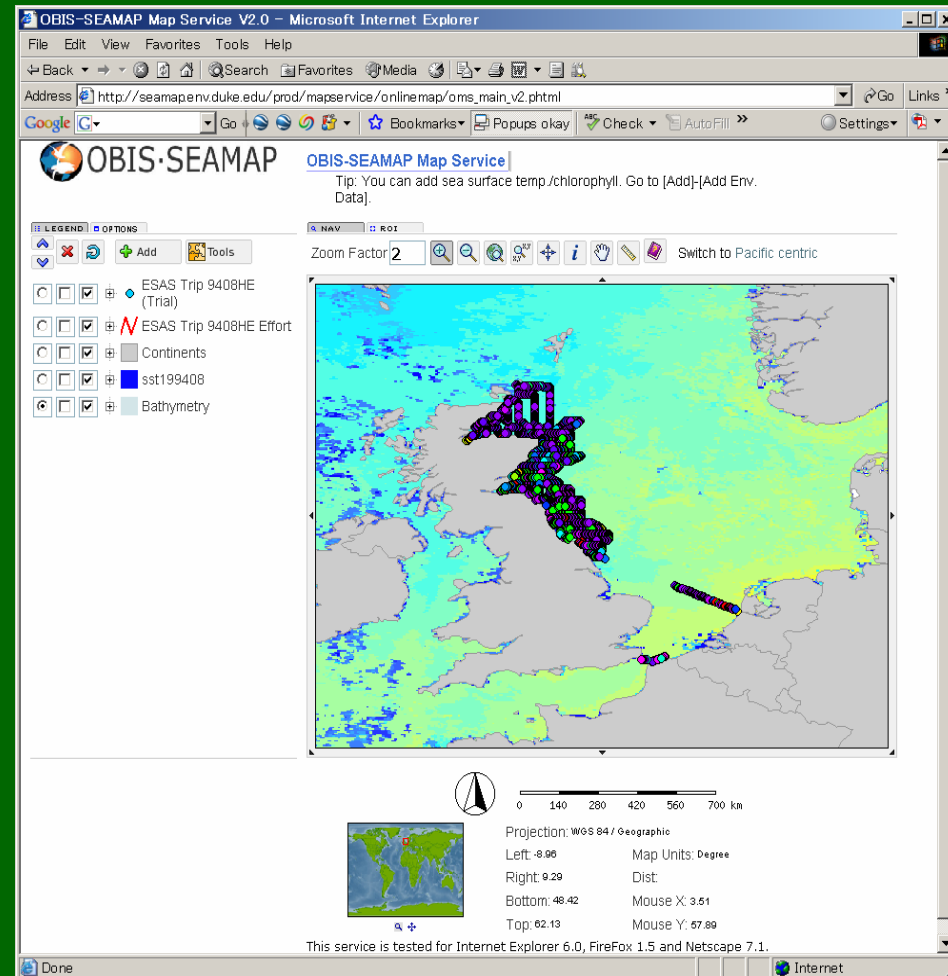 OBIS-SEAMAP Map Service V2.0 - Microsoft Internet Explorer
File Edit View Favorites Tools Help
Back Search Favorites Media
Address http://seamap.env.duke.edu/prod/mapservice/onlinemap/oms_main_v2.phtml Go Links
Google G Go Bookmarks Popups okay ABC Check AutoFill Settings
OBIS·SEAMAP
OBIS-SEAMAP Map Service
Tip: You can add sea surface temp./chlorophyll. Go to [Add]-[Add Env.
Data].
LEGEND OPTIONS
NAV ROI
Add Tools
Zoom Factor 2 Switch to Pacific centric
ESAS Trip 9408HE
(Trial)
ESAS Trip 9408HE Effort
Continents
sst199408
Bathymetry
0 140 280 420 560 700 km
Projection: WGS 84 / Geographic
Left: -8.96 Map Units: Degree
Right: 9.29 Dist:
Bottom: 48.42 Mouse X: 3.51
Top: 62.13 Mouse Y: 57.89
This service is tested for Internet Explorer 6.0, FireFox 1.5 and Netscape 7.1.
Done Internet